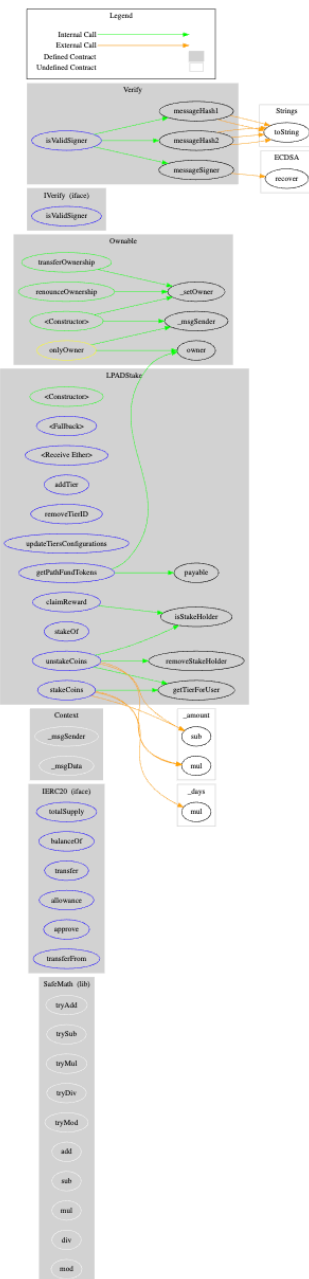 Legend
Internal Call
External Call
Defined Contract
Undefined Contract
Verify
isValidSigner
messageHash1
messageHash2
messageSigner
Strings
toString
ECDSA
recover
IVerify (iface)
isValidSigner
Ownable
transferOwnership
renounceOwnership
<Constructor>
onlyOwner
_setOwner
_msgSender
owner
LPADStake
<Constructor>
<Fallback>
<Receive Ether>
addTier
removeTierID
updateTiersConfigurations
getPathFundTokens
payable
claimReward
isStakeHolder
stakeOf
unstakeCoins
removeStakeHolder
stakeCoins
getTierForUser
Context
_msgSender
_msgData
_amount
sub
mul
_days
mul
IERC20 (iface)
totalSupply
balanceOf
transfer
allowance
approve
transferFrom
SafeMath (lib)
tryAdd
trySub
tryMul
tryDiv
tryMod
add
sub
mul
div
mod